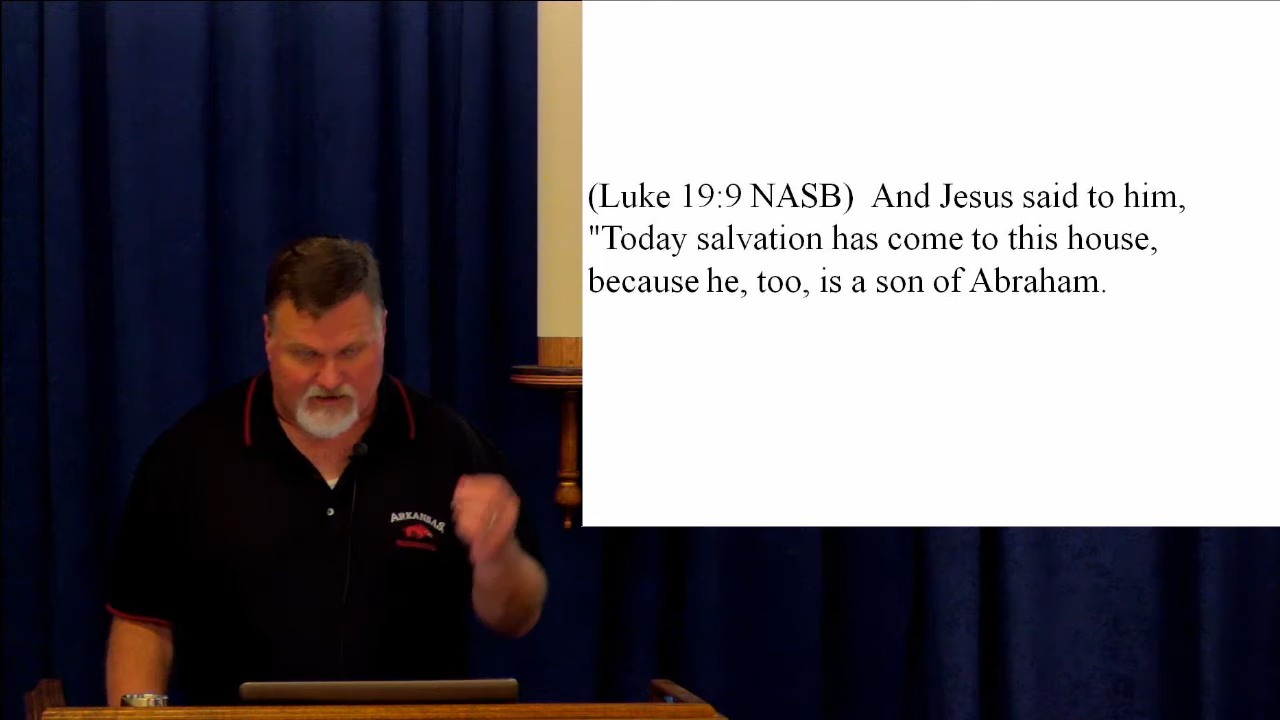 (Luke 19:9 NASB)  And Jesus said to him,
"Today salvation has come to this house,
because he, too, is a son of Abraham.
ARKANSAS